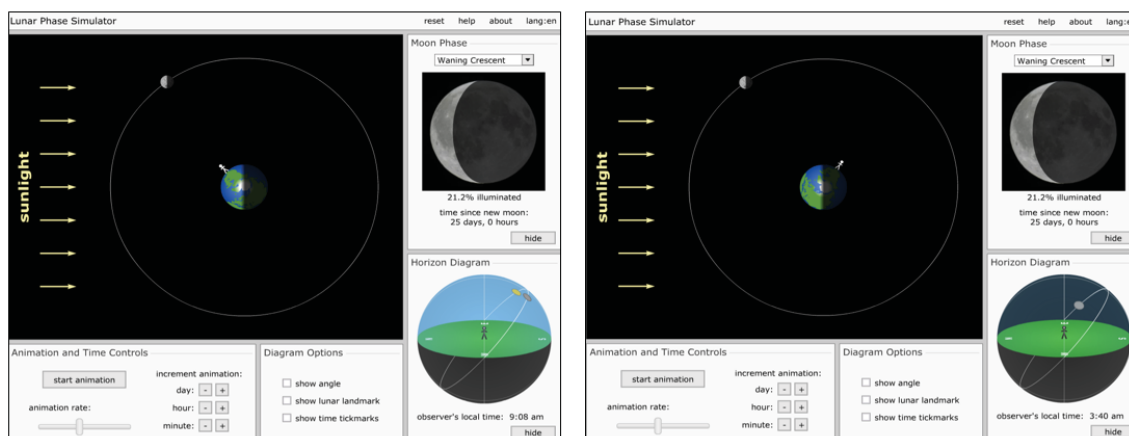 Lunar Phase Simulator
reset help about lang:en
sunlight
Moon Phase
Waning Crescent
21.2% illuminated
time since new moon:
25 days, 0 hours
hide
Horizon Diagram
observer's local time: 9:08 am
hide
Animation and Time Controls
start animation
animation rate:
increment animation:
day: - +
hour: - +
minute: - +
Diagram Options
show angle
show lunar landmark
show time tickmarks
Lunar Phase Simulator
reset help about lang:e
sunlight
Moon Phase
Waning Crescent
21.2% illuminated
time since new moon:
25 days, 0 hours
hide
Horizon Diagram
observer's local time: 3:40 am
hide
Animation and Time Controls
start animation
animation rate:
increment animation:
day: - +
hour: - +
minute: - +
Diagram Options
show angle
show lunar landmark
show time tickmarks